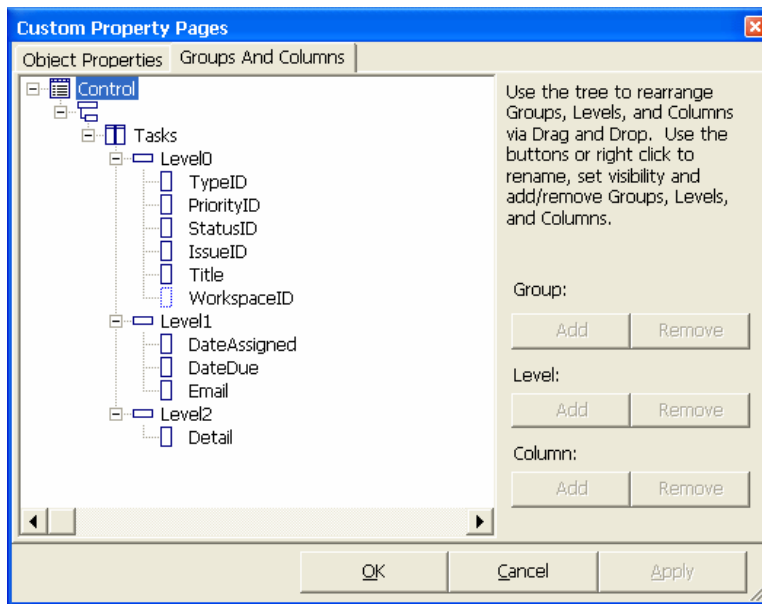 Custom Property Pages
Object Properties
Groups And Columns
Control
Tasks
Level0
TypeID
PriorityID
StatusID
IssueID
Title
WorkspaceID
Level1
DateAssigned
DateDue
Email
Level2
Detail
Use the tree to rearrange
Groups, Levels, and Columns
via Drag and Drop. Use the
buttons or right click to
rename, set visibility and
add/remove Groups, Levels,
and Columns.
Group:
Add Remove
Level:
Add Remove
Column:
Add Remove
OK Cancel Apply